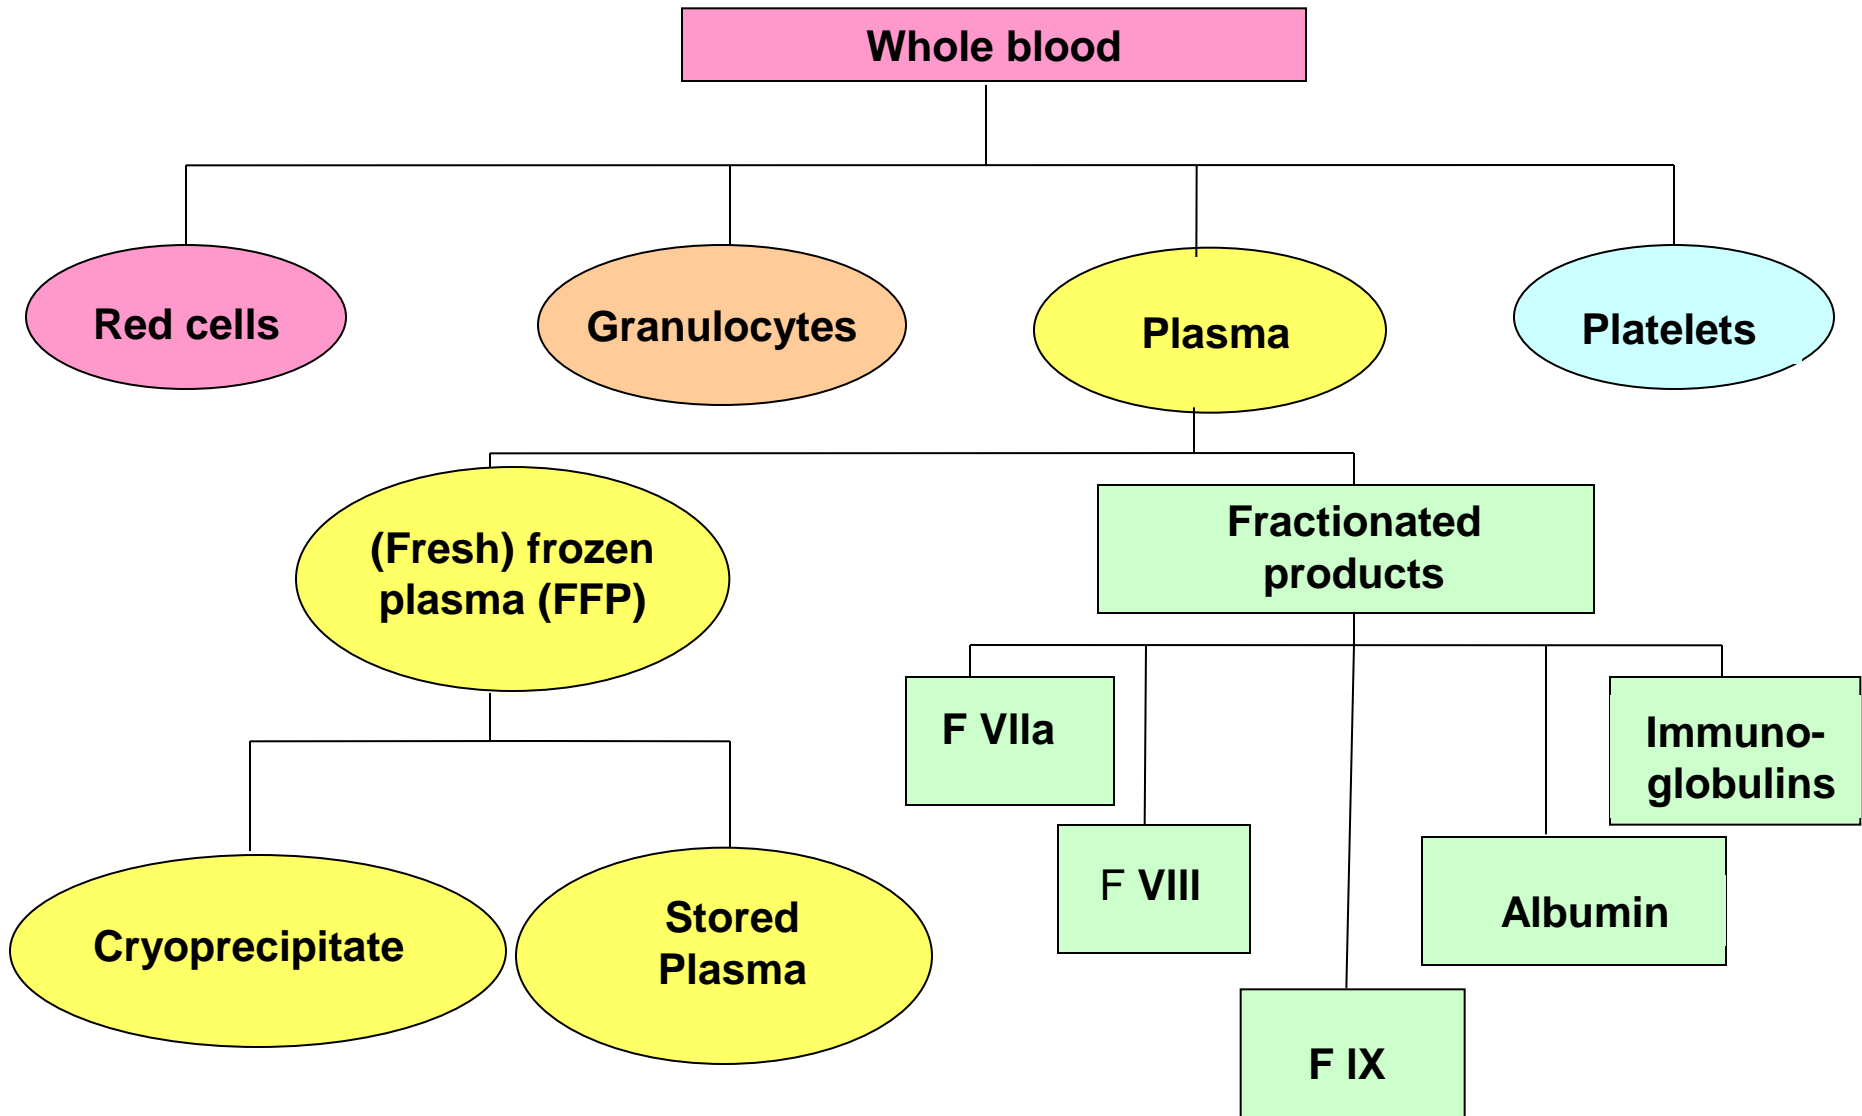 Whole blood
Red cells
Granulocytes
Plasma
Platelets
(Fresh) frozen
plasma (FFP)
Fractionated
products
F VIIa
F VIII
F IX
Albumin
Immuno-
globulins
Cryoprecipitate
Stored
Plasma